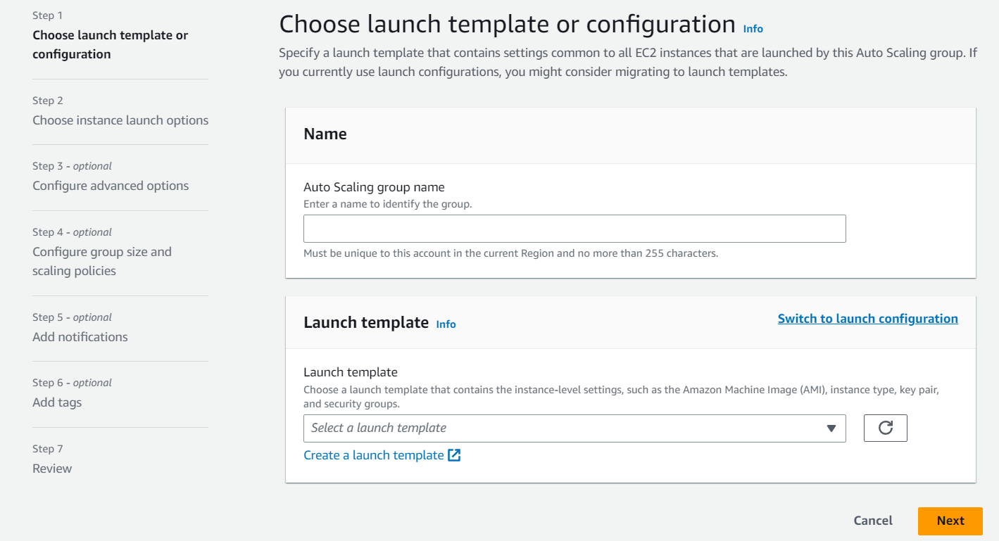 Step 1
Choose launch template or
configuration
Step 2
Choose instance launch options
Step 3 - optional
Configure advanced options
Step 4 - optional
Configure group size and
scaling policies
Step 5 - optional
Add notifications
Step 6 - optional
Add tags
Step 7
Review
Choose launch template or configuration Info
Specify a launch template that contains settings common to all EC2 instances that are launched by this Auto Scaling group. If
you currently use launch configurations, you might consider migrating to launch templates.
Name
Auto Scaling group name
Enter a name to identify the group.
Must be unique to this account in the current Region and no more than 255 characters.
Launch template Info
Switch to launch configuration
Launch template
Choose a launch template that contains the instance-level settings, such as the Amazon Machine Image (AMI), instance type, key pair,
and security groups.
Select a launch template
Create a launch template
Cancel
Next